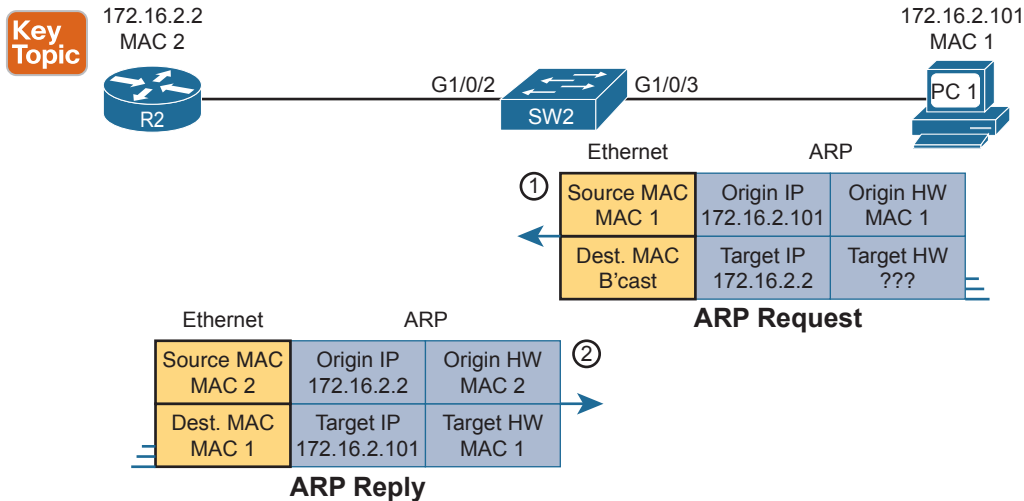 Key
Topic
172.16.2.2
MAC 2
172.16.2.101
MAC 1
R2
G1/0/2
SW2
G1/0/3
PC 1
Ethernet
ARP
1
Source MAC
MAC 1
Origin IP
172.16.2.101
Origin HW
MAC 1
Dest. MAC
B’cast
Target IP
172.16.2.2
Target HW
???
ARP Request
Ethernet
ARP
Source MAC
MAC 2
Origin IP
172.16.2.2
Origin HW
MAC 2
2
Dest. MAC
MAC 1
Target IP
172.16.2.101
Target HW
MAC 1
ARP Reply